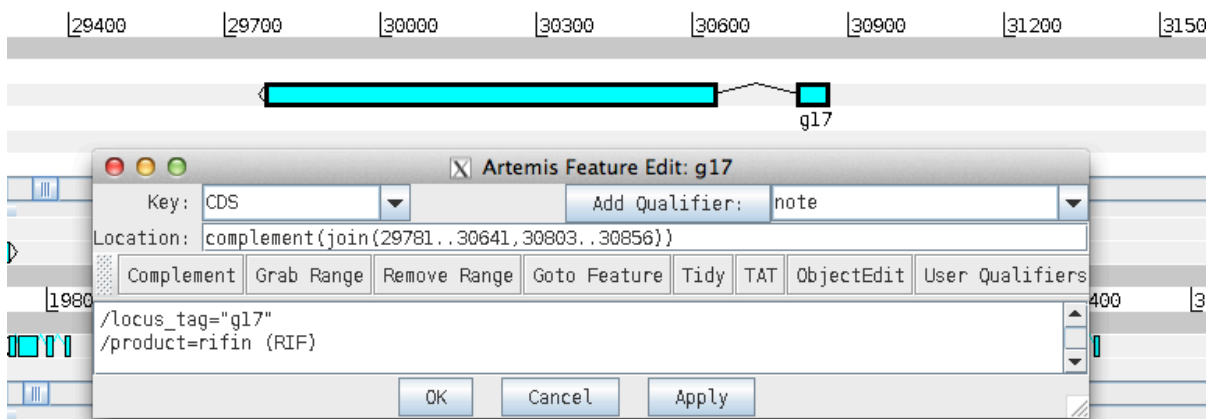 29400 29700 30000 30300 30600 30900 31200 3150
g17
Artemis Feature Edit: g17
Key: CDS Add Qualifier: note
Location: complement(join(29781..30641,30803..30856))
Complement Grab Range Remove Range Goto Feature Tidy TAT ObjectEdit User Qualifiers
1980 400 3
/locus_tag="g17"
/product=rifin (RIF)
OK Cancel Apply